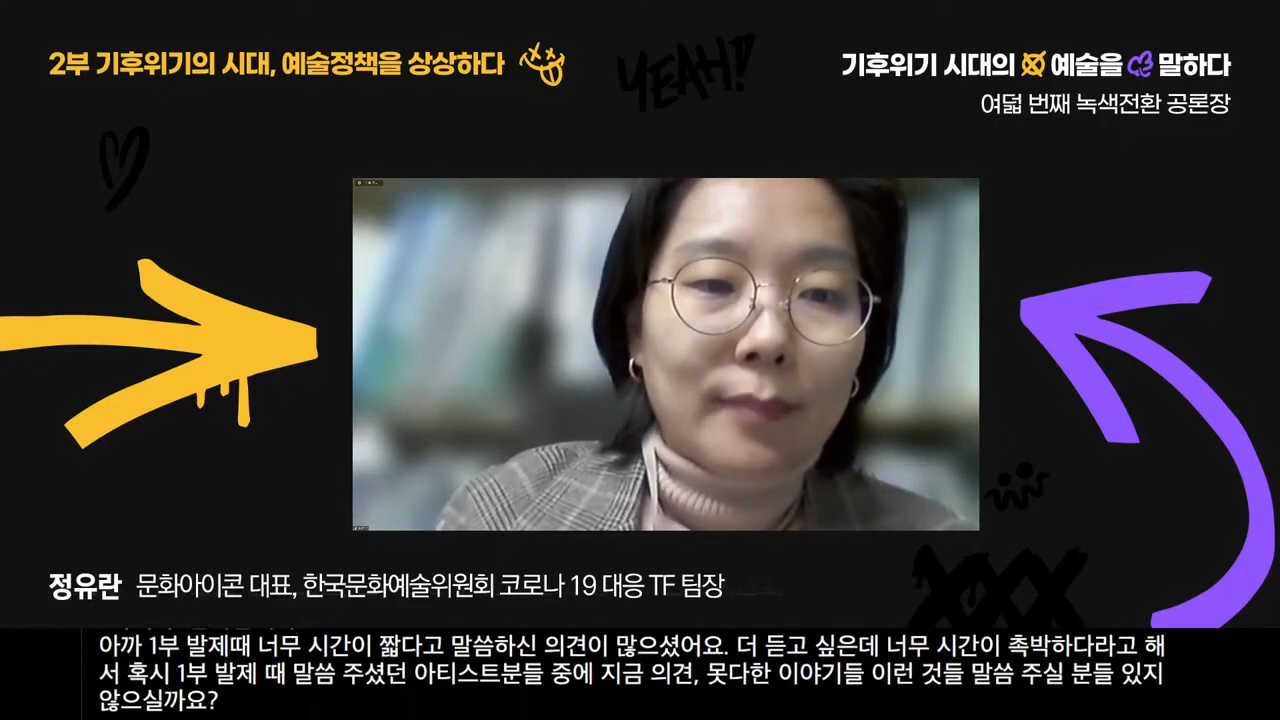 2부 기후위기의 시대, 예술정책을 상상하다
YEAH!
기후위기 시대의 예술을 말하다
여덟 번째 녹색전환 공론장
XXX
정유란 문화아이콘 대표, 한국문화예술위원회 코로나 19 대응 TF 팀장
아까 1부 발제때 너무 시간이 짧다고 말씀하신 의견이 많으셨어요. 더 듣고 싶은데 너무 시간이 촉박하다라고 해
서 혹시 1부 발제 때 말씀 주셨던 아티스트분들 중에 지금 의견, 못다한 이야기들 이런 것들 말씀 주실 분들 있지
않으실까요?